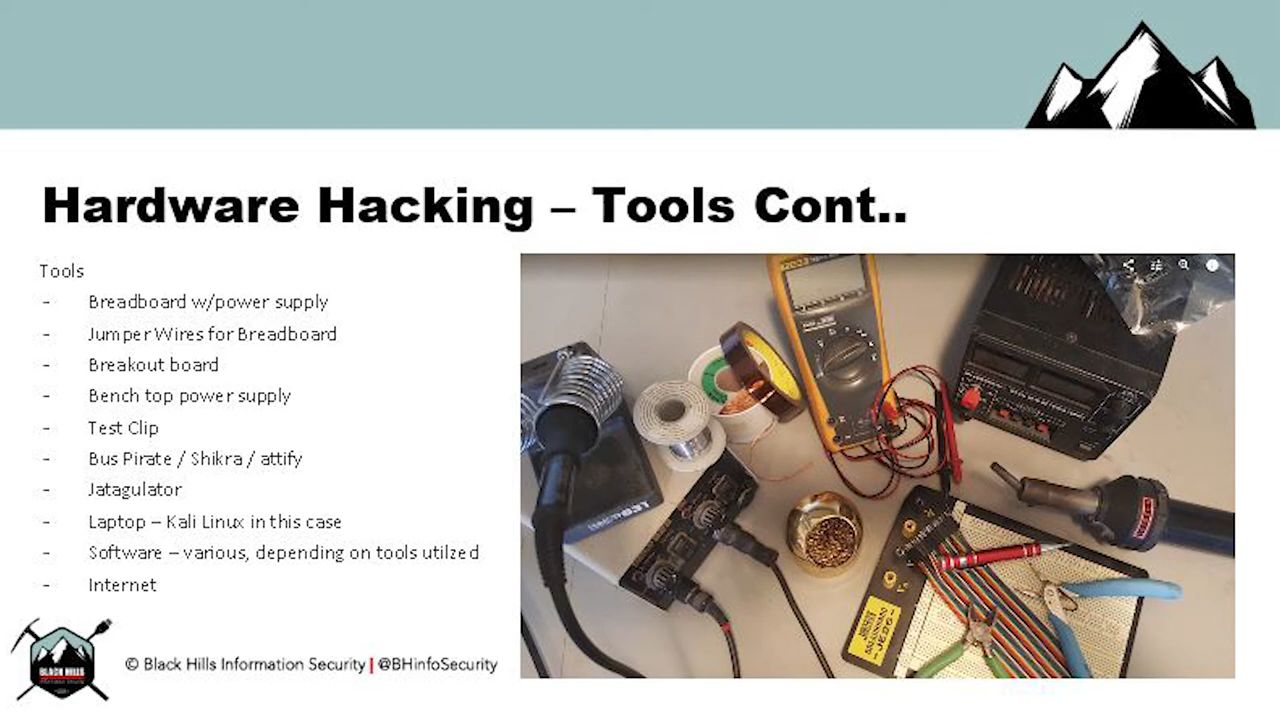 Hardware Hacking – Tools Cont..
Tools
- Breadboard w/power supply
- Jumper Wires for Breadboard
- Breakout board
- Bench top power supply
- Test Clip
- Bus Pirate / Shikra / attify
- Jatagulator
- Laptop – Kali Linux in this case
- Software – various, depending on tools utilzed
- Internet
BLACK HILLS
© Black Hills Information Security | @BHinfoSecurity